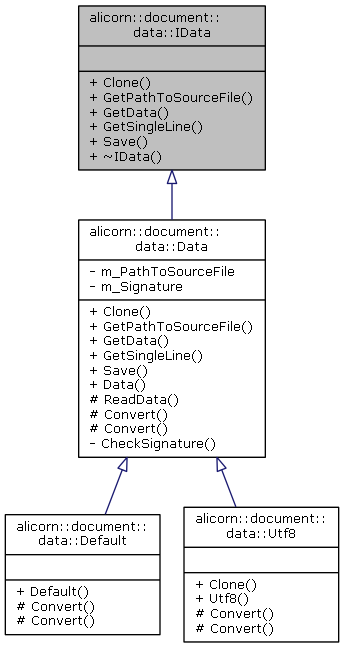 alicorn::document::
data::IData
+ Clone()
+ GetPathToSourceFile()
+ GetData()
+ GetSingleLine()
+ Save()
+ ~IData()
alicorn::document::
data::Data
- m_PathToSourceFile
- m_Signature
+ Clone()
+ GetPathToSourceFile()
+ GetData()
+ GetSingleLine()
+ Save()
+ Data()
# ReadData()
# Convert()
# Convert()
- CheckSignature()
alicorn::document::
data::Default
+ Default()
# Convert()
# Convert()
alicorn::document::
data::Utf8
+ Clone()
+ Utf8()
# Convert()
# Convert()